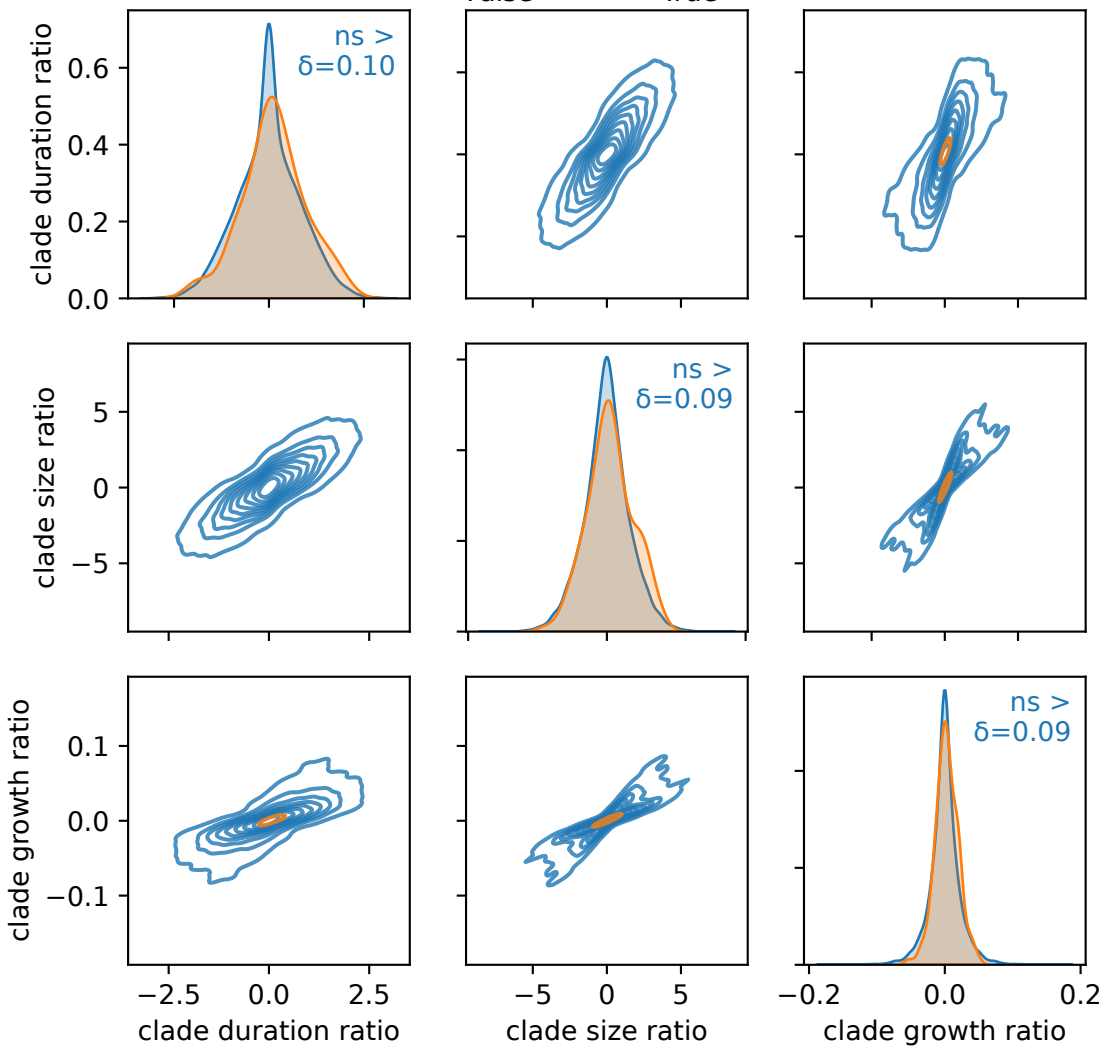 clade duration ratio
0.6
0.4
0.2
0.0
ns >
δ=0.10
clade size ratio
5
0
−5
ns >
δ=0.09
clade growth ratio
0.1
0.0
−0.1
ns >
δ=0.09
−2.5 0.0 2.5
−5 0 5
−0.2 0.0 0.2
clade duration ratio
clade size ratio
clade growth ratio